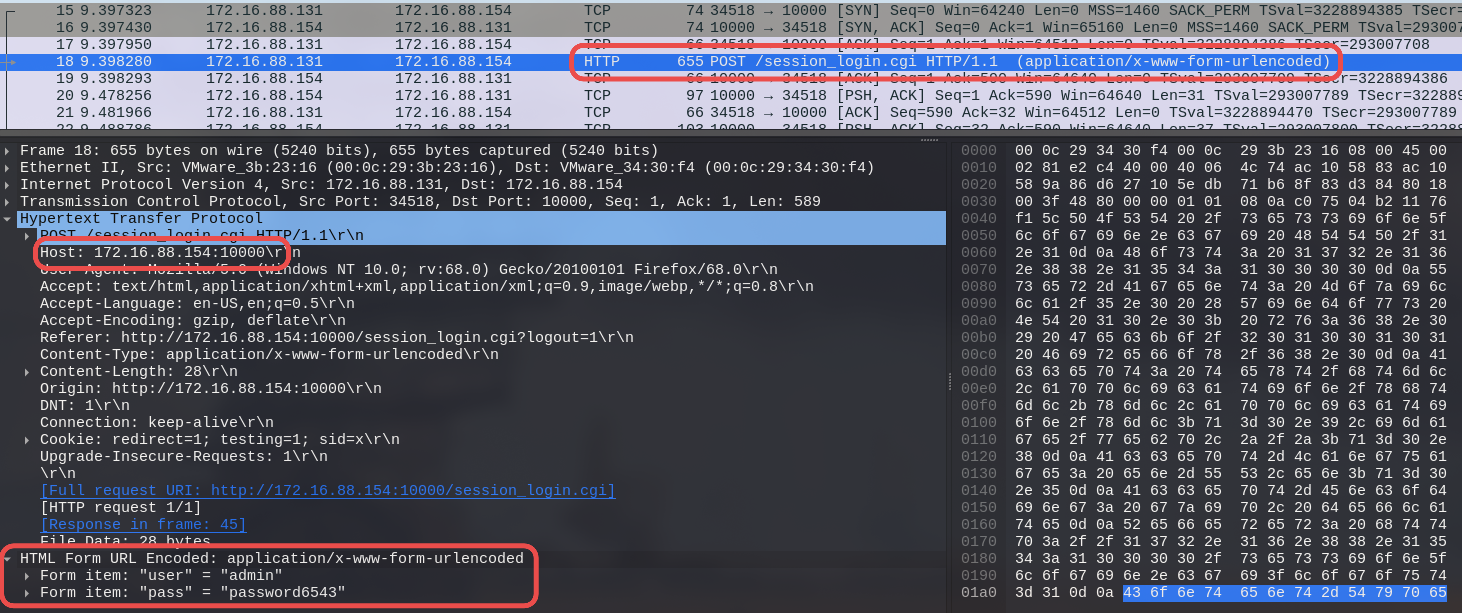 15 9.397323 172.16.88.131 172.16.88.154 TCP 74 34518 → 10000 [SYN] Seq=0 Win=64240 Len=0 MSS=1460 SACK_PERM TSval=3228894385 TSecr=
16 9.397430 172.16.88.154 172.16.88.131 TCP 74 10000 → 34518 [SYN, ACK] Seq=0 Ack=1 Win=65160 Len=0 MSS=1460 SACK_PERM TSval=29300
17 9.397950 172.16.88.131 172.16.88.154 TCP 66 34518 → 10000 [ACK] Seq=1 Ack=1 Win=64512 Len=0 TSval=3228894386 TSecr=293007708
18 9.398280 172.16.88.131 172.16.88.154 HTTP 655 POST /session_login.cgi HTTP/1.1 (application/x-www-form-urlencoded)
19 9.398293 172.16.88.154 172.16.88.131 TCP 66 10000 → 34518 [ACK] Seq=1 Ack=590 Win=64640 Len=0 TSval=293007709 TSecr=3228894386
20 9.478256 172.16.88.154 172.16.88.131 TCP 97 10000 → 34518 [PSH, ACK] Seq=1 Ack=590 Win=64640 Len=31 TSval=293007789 TSecr=32288
21 9.481966 172.16.88.131 172.16.88.154 TCP 66 34518 → 10000 [ACK] Seq=590 Ack=32 Win=64512 Len=0 TSval=3228894470 TSecr=293007789
22 9.488786 172.16.88.154 172.16.88.131 TCP 103 10000 → 34518 [PSH, ACK] Seq=32 Ack=590 Win=64640 Len=37 TSval=293007800 TSecr=3228
Frame 18: 655 bytes on wire (5240 bits), 655 bytes captured (5240 bits)
Ethernet II, Src: VMware_3b:23:16 (00:0c:29:3b:23:16), Dst: VMware_34:30:f4 (00:0c:29:34:30:f4)
Internet Protocol Version 4, Src: 172.16.88.131, Dst: 172.16.88.154
Transmission Control Protocol, Src Port: 34518, Dst Port: 10000, Seq: 1, Ack: 1, Len: 589
Hypertext Transfer Protocol
POST /session_login.cgi HTTP/1.1\r\n
Host: 172.16.88.154:10000\r\n
User-Agent: Mozilla/5.0 (Windows NT 10.0; rv:68.0) Gecko/20100101 Firefox/68.0\r\n
Accept: text/html,application/xhtml+xml,application/xml;q=0.9,image/webp,*/*;q=0.8\r\n
Accept-Language: en-US,en;q=0.5\r\n
Accept-Encoding: gzip, deflate\r\n
Referer: http://172.16.88.154:10000/session_login.cgi?logout=1\r\n
Content-Type: application/x-www-form-urlencoded\r\n
Content-Length: 28\r\n
Origin: http://172.16.88.154:10000\r\n
DNT: 1\r\n
Connection: keep-alive\r\n
Cookie: redirect=1; testing=1; sid=x\r\n
Upgrade-Insecure-Requests: 1\r\n
\r\n
[Full request URI: http://172.16.88.154:10000/session_login.cgi]
[HTTP request 1/1]
[Response in frame: 45]
File Data: 28 bytes
HTML Form URL Encoded: application/x-www-form-urlencoded
Form item: "user" = "admin"
Form item: "pass" = "password6543"
0000 00 0c 29 34 30 f4 00 0c 29 3b 23 16 08 00 45 00
0010 02 81 e2 c4 40 00 40 06 4c 74 ac 10 58 83 ac 10
0020 58 9a 86 d6 27 10 5e db 71 b6 8f 83 d3 84 80 18
0030 00 3f 48 80 00 00 01 01 08 0a c0 75 04 b2 11 76
0040 f1 5c 50 4f 53 54 20 2f 73 65 73 73 69 6f 6e 5f
0050 6c 6f 67 69 6e 2e 63 67 69 20 48 54 54 50 2f 31
0060 2e 31 0d 0a 48 6f 73 74 3a 20 31 37 32 2e 31 36
0070 2e 38 38 2e 31 35 34 3a 31 30 30 30 30 0d 0a 55
0080 73 65 72 2d 41 67 65 6e 74 3a 20 4d 6f 7a 69 6c
0090 6c 61 2f 35 2e 30 20 28 57 69 6e 64 6f 77 73 20
00a0 4e 54 20 31 30 2e 30 3b 20 72 76 3a 36 38 2e 30
00b0 29 20 47 65 63 6b 6f 2f 32 30 31 30 30 31 30 31
00c0 20 46 69 72 65 66 6f 78 2f 36 38 2e 30 0d 0a 41
00d0 63 63 65 70 74 3a 20 74 65 78 74 2f 68 74 6d 6c
00e0 2c 61 70 70 6c 69 63 61 74 69 6f 6e 2f 78 68 74
00f0 6d 6c 2b 78 6d 6c 2c 61 70 70 6c 69 63 61 74 69
0100 6f 6e 2f 78 6d 6c 3b 71 3d 30 2e 39 2c 69 6d 61
0110 67 65 2f 77 65 62 70 2c 2a 2f 2a 3b 71 3d 30 2e
0120 38 0d 0a 41 63 63 65 70 74 2d 4c 61 6e 67 75 61
0130 67 65 3a 20 65 6e 2d 55 53 2c 65 6e 3b 71 3d 30
0140 2e 35 0d 0a 41 63 63 65 70 74 2d 45 6e 63 6f 64
0150 69 6e 67 3a 20 67 7a 69 70 2c 20 64 65 66 6c 61
0160 74 65 0d 0a 52 65 66 65 72 65 72 3a 20 68 74 74
0170 70 3a 2f 2f 31 37 32 2e 31 36 2e 38 38 2e 31 35
0180 34 3a 31 30 30 30 30 2f 73 65 73 73 69 6f 6e 5f
0190 6c 6f 67 69 6e 2e 63 67 69 3f 6c 6f 67 6f 75 74
01a0 3d 31 0d 0a 43 6f 6e 74 65 6e 74 2d 54 79 70 65